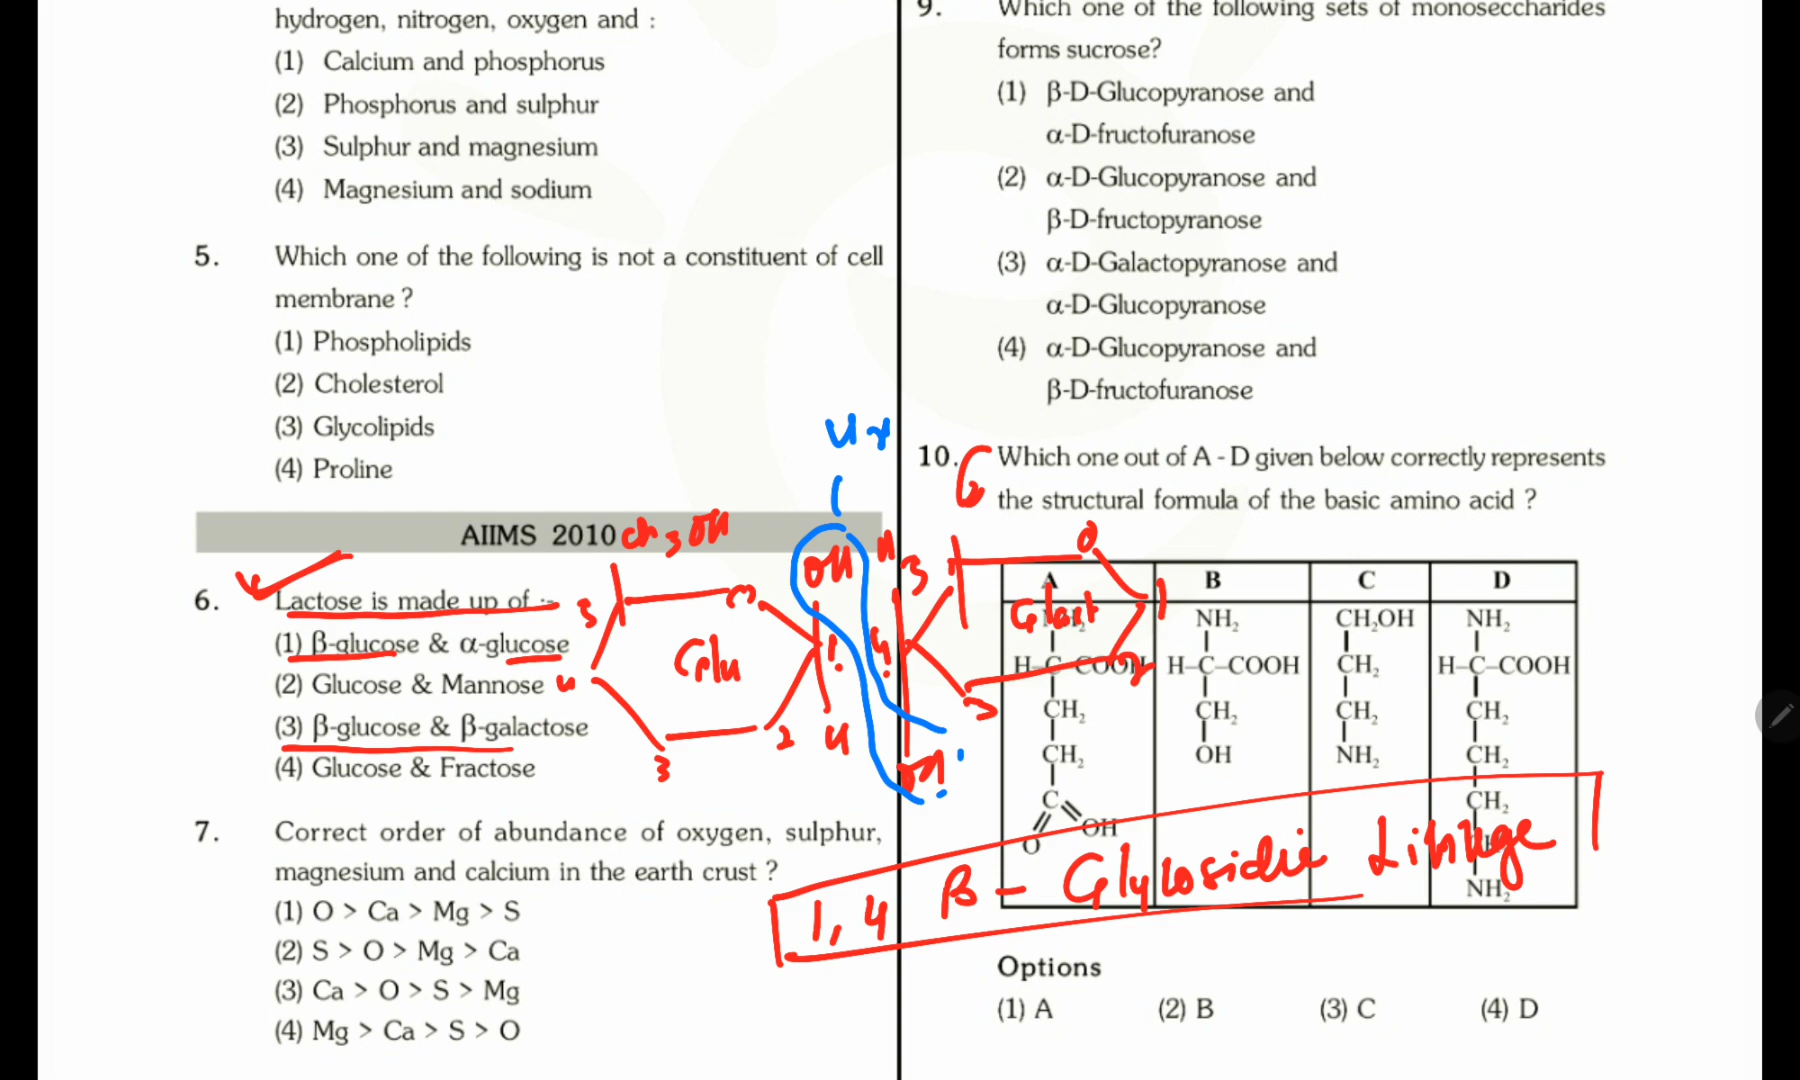 hydrogen, nitrogen, oxygen and :
(1) Calcium and phosphorus
(2) Phosphorus and sulphur
(3) Sulphur and magnesium
(4) Magnesium and sodium
5. Which one of the following is not a constituent of cell
membrane ?
(1) Phospholipids
(2) Cholesterol
(3) Glycolipids
(4) Proline
AIIMS 2010
6. Lactose is made up of :-
(1) β-glucose & α-glucose
(2) Glucose & Mannose
(3) β-glucose & β-galactose
(4) Glucose & Fractose
7. Correct order of abundance of oxygen, sulphur,
magnesium and calcium in the earth crust ?
(1) O > Ca > Mg > S
(2) S > O > Mg > Ca
(3) Ca > O > S > Mg
(4) Mg > Ca > S > O
9. Which one of the following sets of monoseccharides
forms sucrose?
(1) β-D-Glucopyranose and
α-D-fructofuranose
(2) α-D-Glucopyranose and
β-D-fructopyranose
(3) α-D-Galactopyranose and
α-D-Glucopyranose
(4) α-D-Glucopyranose and
β-D-fructofuranose
10. Which one out of A - D given below correctly represents
the structural formula of the basic amino acid ?
A B C D
NH₂ CH₂OH NH₂
H-C-COOH H-C-COOH CH₂ H-C-COOH
CH₂ CH₂ CH₂ CH₂
CH₂ OH NH₂ CH₂
C CH₂
O OH
NH₂
Options
(1) A (2) B (3) C (4) D
Glu
OH
1, 4 β - Glycosidic Linkage